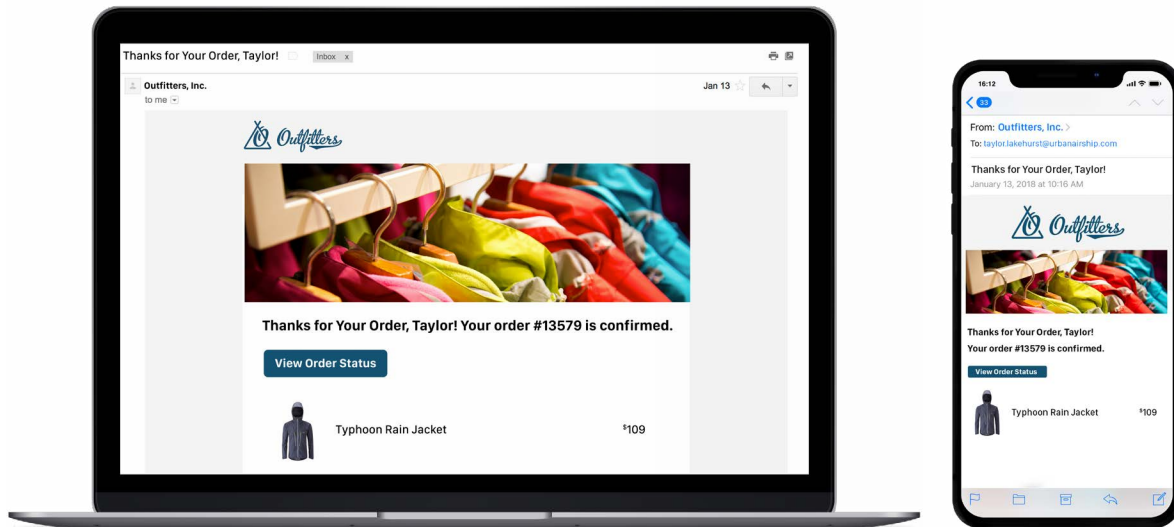 Thanks for Your Order, Taylor!
Inbox x
Outfitters, Inc.
Jan 13
to me
Outfitters
Thanks for Your Order, Taylor! Your order #13579 is confirmed.
View Order Status
Typhoon Rain Jacket $109
16:12
33
From: Outfitters, Inc.
To: taylor.lakehurst@urbanairship.com
Thanks for Your Order, Taylor!
January 13, 2018 at 10:16 AM
Outfitters
Thanks for Your Order, Taylor!
Your order #13579 is confirmed.
View Order Status
Typhoon Rain Jacket $109